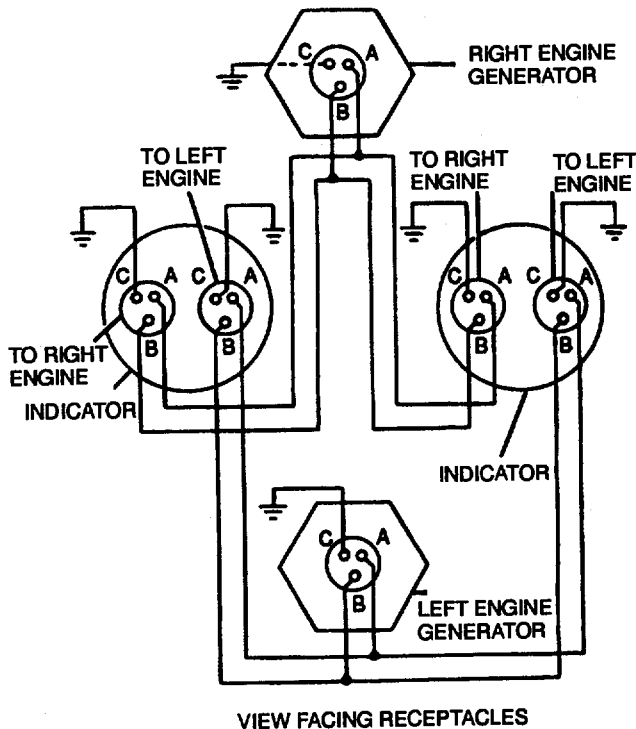 C A
RIGHT ENGINE
GENERATOR
B
TO LEFT
ENGINE
TO RIGHT
ENGINE
TO LEFT
ENGINE
C A C A
C A C A
B B
B B
TO RIGHT
ENGINE
INDICATOR
INDICATOR
C A
B
LEFT ENGINE
GENERATOR
VIEW FACING RECEPTACLES